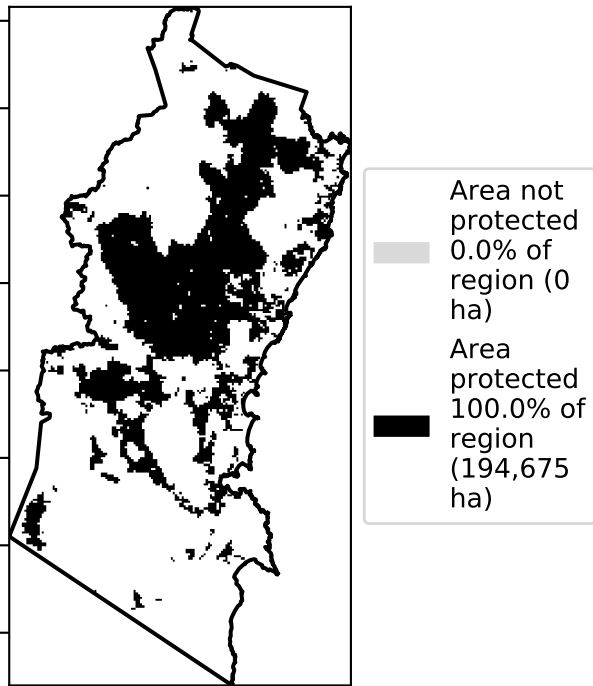 Area not
protected
0.0% of
region (0
ha)
Area
protected
100.0% of
region
(194,675
ha)